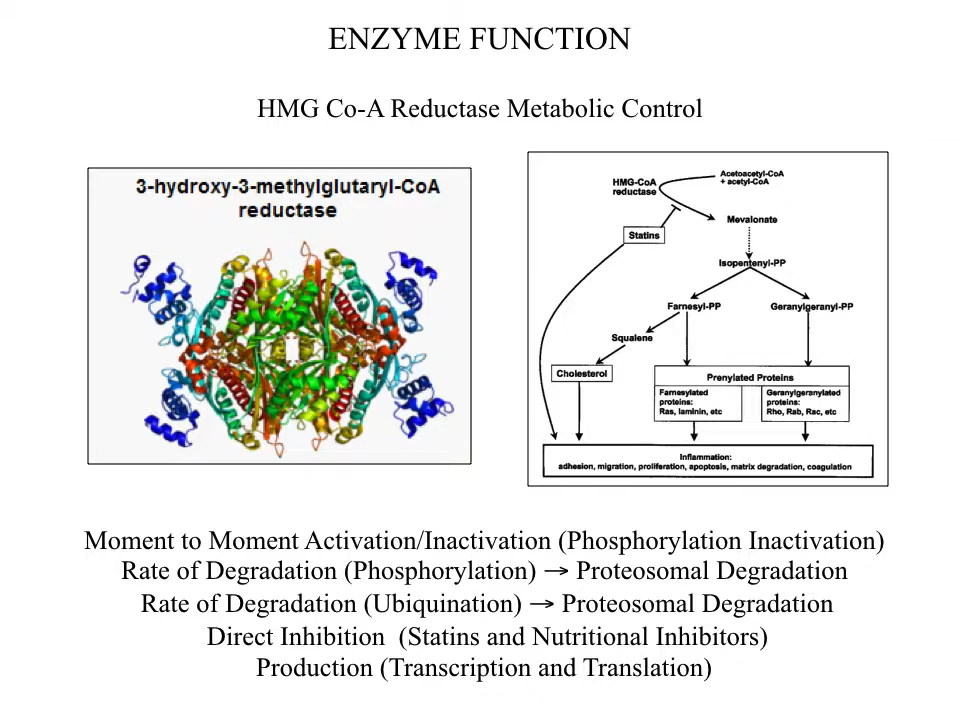 ENZYME FUNCTION
HMG Co-A Reductase Metabolic Control
3-hydroxy-3-methylglutaryl-CoA
reductase
HMG-CoA
reductase
Acetoacetyl-CoA
+ acetyl-CoA
Mevalonate
Statins
Isopentenyl-PP
Farnesyl-PP
Geranylgeranyl-PP
Squalene
Cholesterol
Prenylated Proteins
Farnesylated
proteins:
Ras, laminin, etc
Geranylgeranylated
proteins:
Rho, Rab, Rac, etc
Inflammation:
adhesion, migration, proliferation, apoptosis, matrix degradation, coagulation
Moment to Moment Activation/Inactivation (Phosphorylation Inactivation)
Rate of Degradation (Phosphorylation) → Proteosomal Degradation
Rate of Degradation (Ubiquination) → Proteosomal Degradation
Direct Inhibition (Statins and Nutritional Inhibitors)
Production (Transcription and Translation)